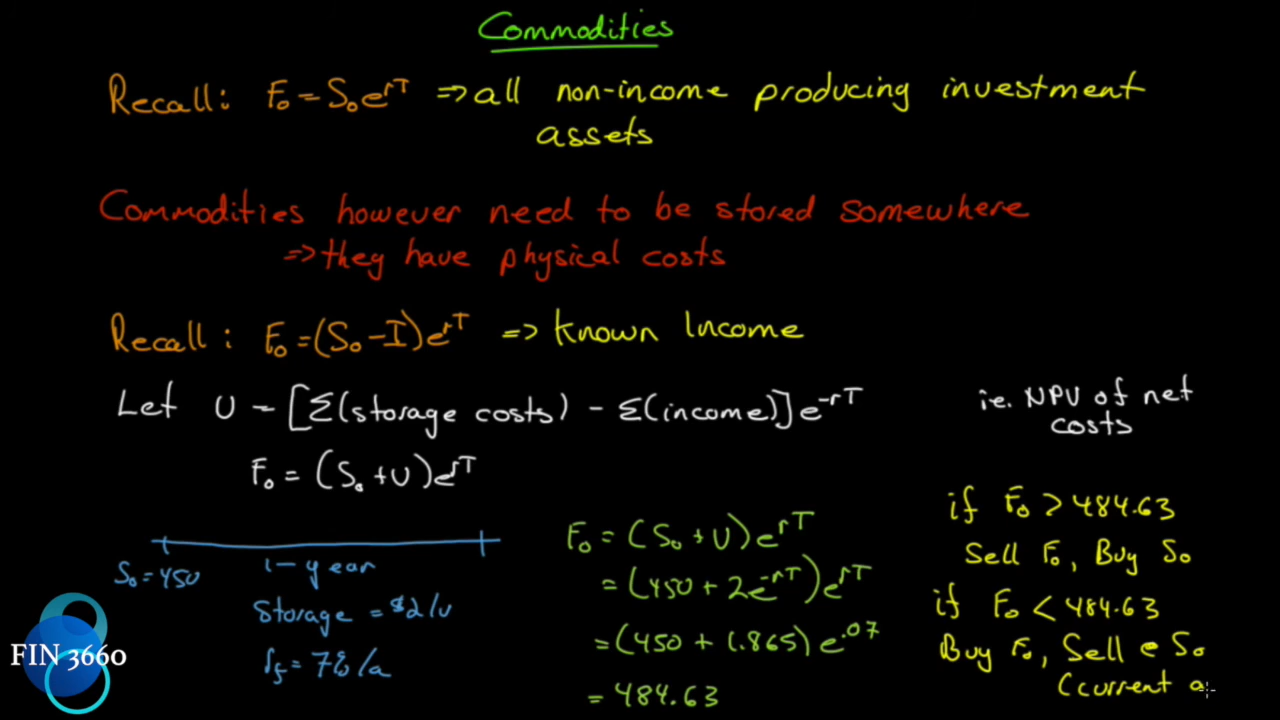 Commodities
Recall: F₀ = S₀e^rT => all non-income producing investment
assets
Commodities however need to be stored somewhere
=> they have physical costs
Recall: F₀ = (S₀ - I)e^rT => known Income
Let U = [Σ(storage costs) - Σ(income)]e^-rT
i.e. NPV of net
costs
F₀ = (S₀ + U)e^rT
S₀ = 450
1-year
Storage = $2/u
r_f = 7%/a
F₀ = (S₀ + U)e^rT
= (450 + 2e^-rT)e^rT
= (450 + 1.865)e^.07
= 484.63
if F₀ > 484.63
Sell F₀, Buy S₀
if F₀ < 484.63
Buy F₀, Sell @ S₀
(current a
FIN 3660